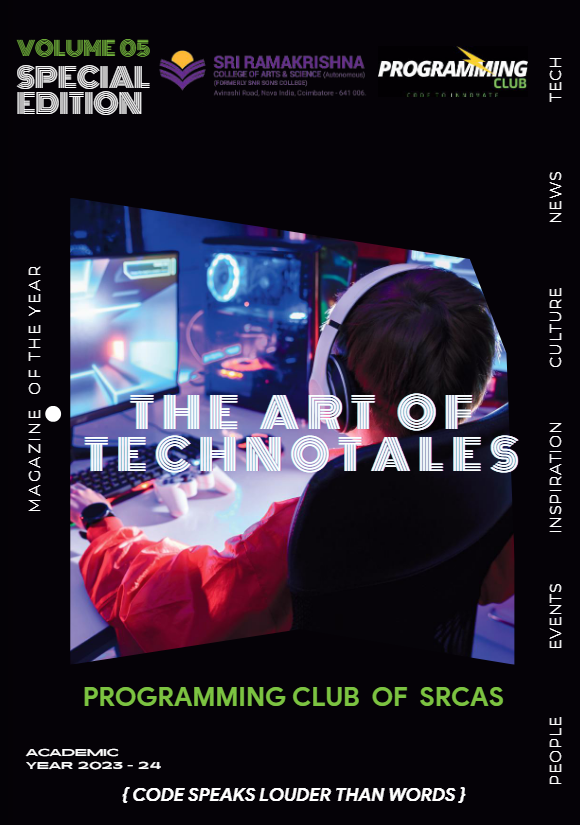 VOLUME 05
SPECIAL
EDITION
SRI RAMAKRISHNA
COLLEGE OF ARTS & SCIENCE (Autonomous)
(FORMERLY SNR SONS COLLEGE)
Avinashi Road, Nava India, Coimbatore - 641 006.
PROGRAMMING
CLUB
CODE TO INNOVATE
TECH
NEWS
CULTURE
INSPIRATION
EVENTS
PEOPLE
MAGAZINE OF THE YEAR
THE ART OF
TECHNOTALES
PROGRAMMING CLUB OF SRCAS
ACADEMIC
YEAR 2023 - 24
{ CODE SPEAKS LOUDER THAN WORDS }